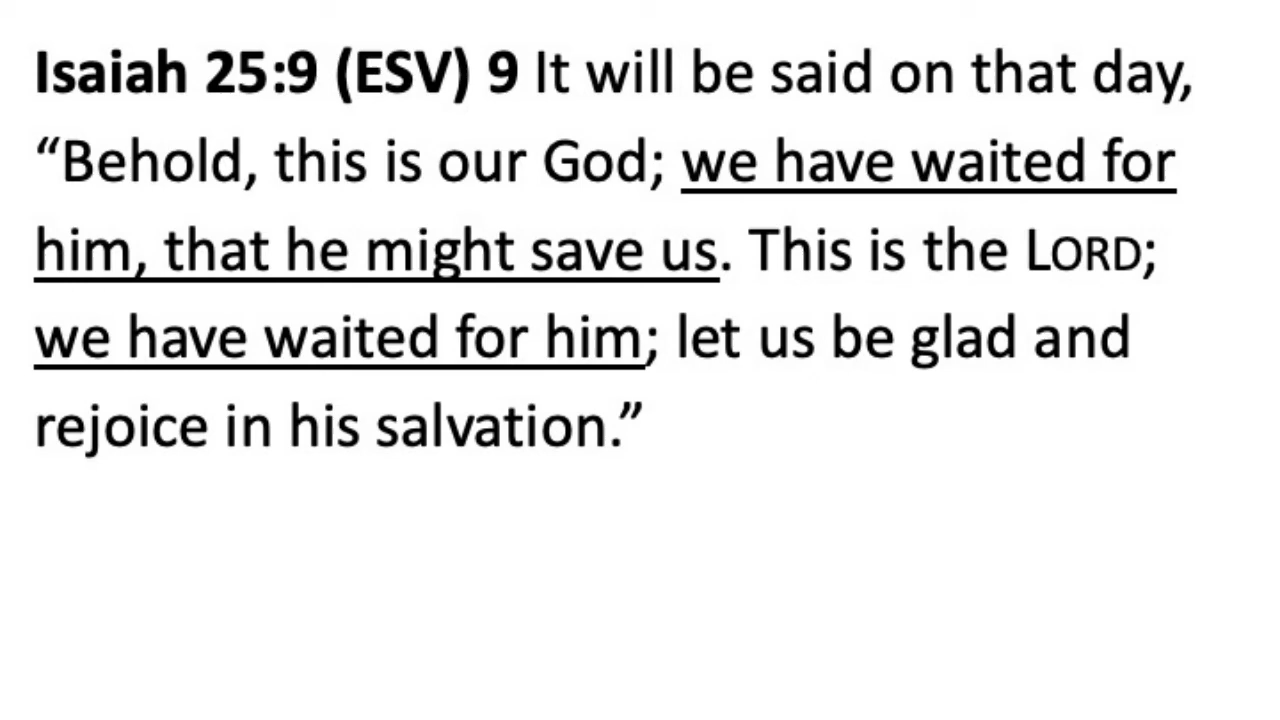 Isaiah 25:9 (ESV) 9 It will be said on that day,
“Behold, this is our God; we have waited for
him, that he might save us. This is the LORD;
we have waited for him; let us be glad and
rejoice in his salvation.”